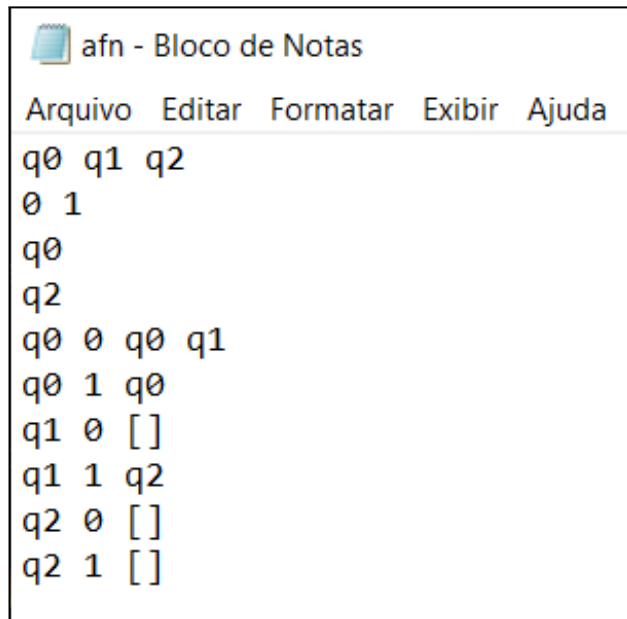 afn - Bloco de Notas
Arquivo Editar Formatar Exibir Ajuda
q0 q1 q2
0 1
q0
q2
q0 0 q0 q1
q0 1 q0
q1 0 []
q1 1 q2
q2 0 []
q2 1 []